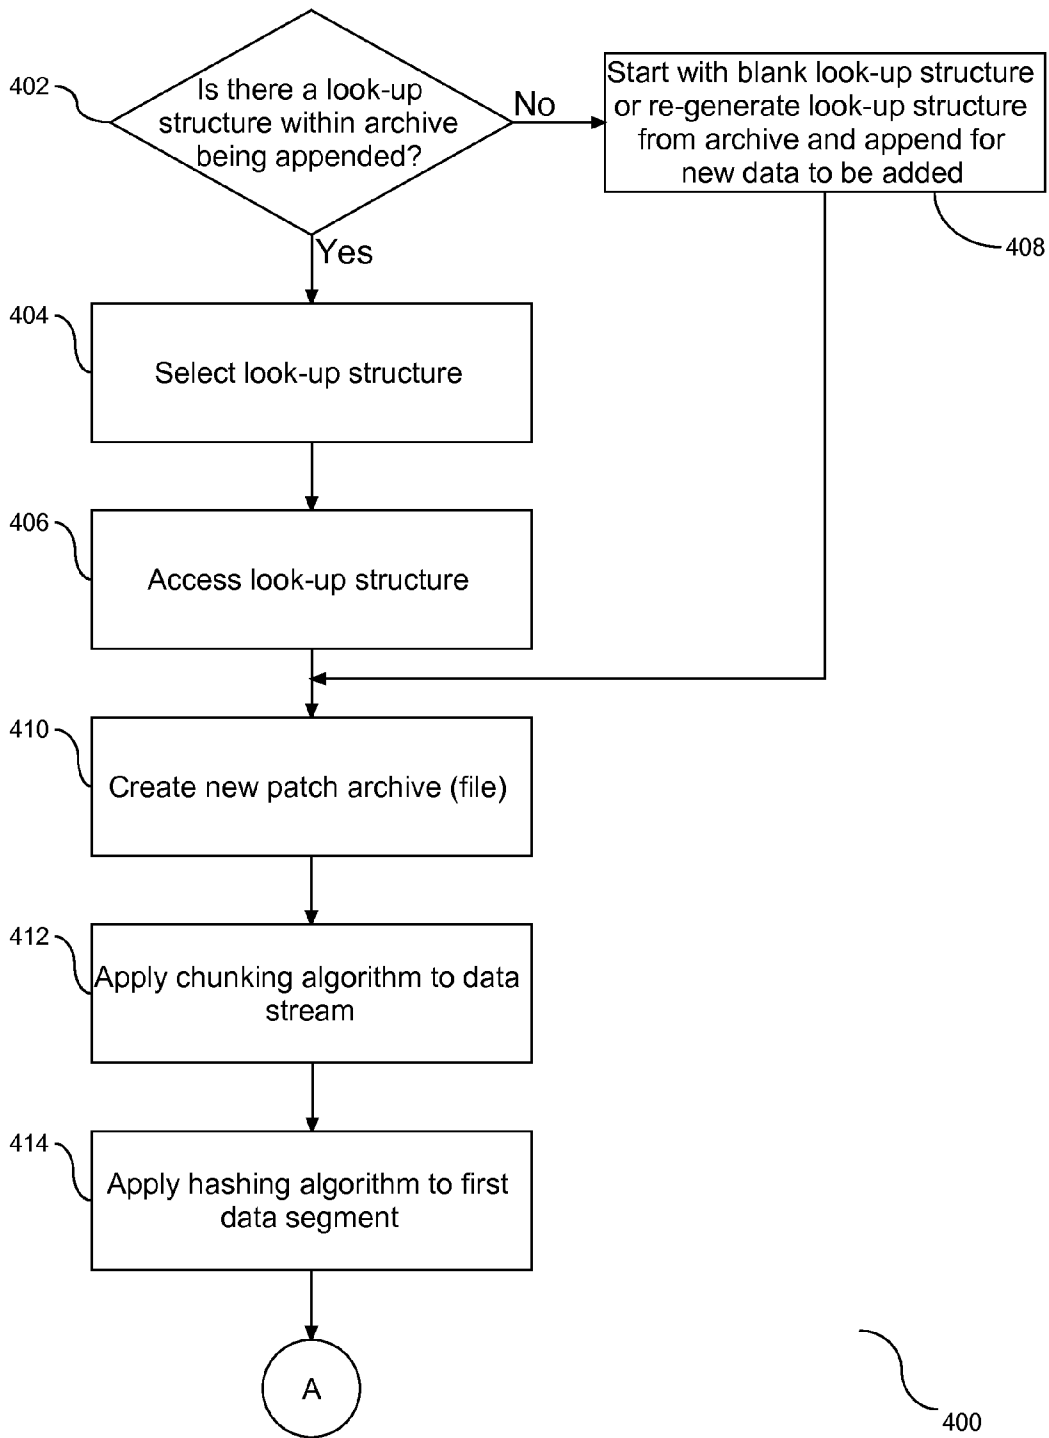 402
Is there a look-up
structure within archive
being appended?
No
Start with blank look-up structure
or re-generate look-up structure
from archive and append for
new data to be added
408
Yes
404
Select look-up structure
406
Access look-up structure
410
Create new patch archive (file)
412
Apply chunking algorithm to data
stream
414
Apply hashing algorithm to first
data segment
A
400